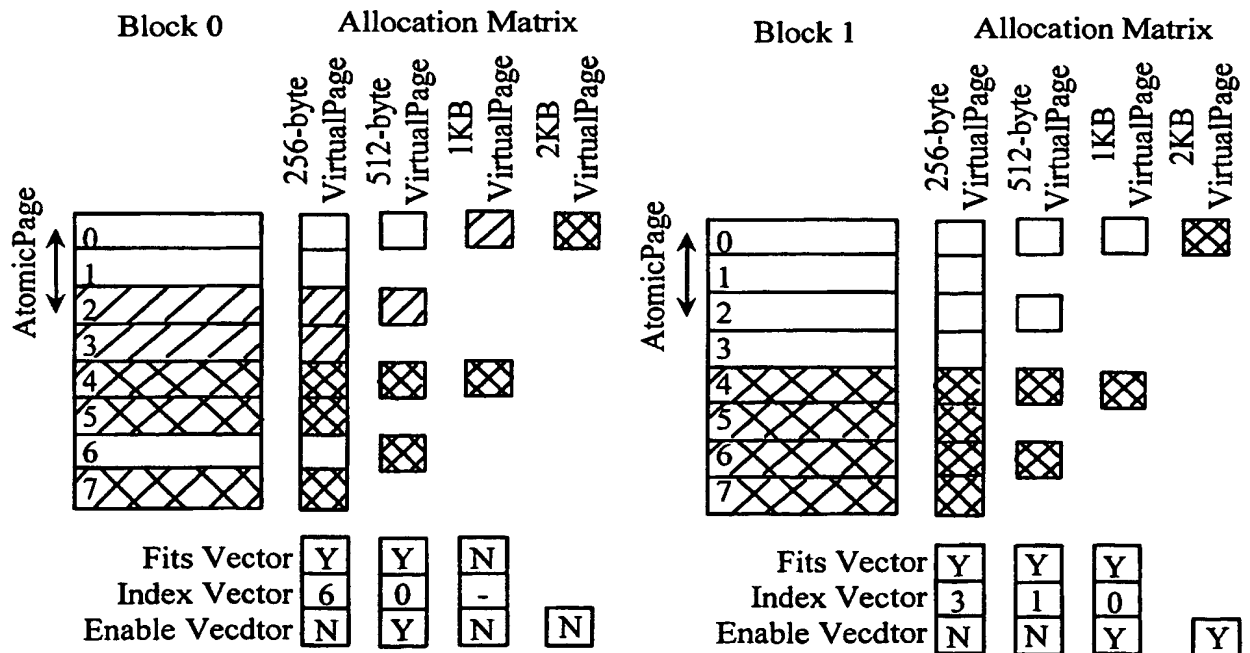 Block 0
Allocation Matrix
256-byte
VirtualPage
512-byte
VirtualPage
1KB
VirtualPage
2KB
VirtualPage
AtomicPage
0
1
2
3
4
5
6
7
Fits Vector Y Y N
Index Vector 6 0 -
Enable Vecdtor N Y N N
Block 1
Allocation Matrix
256-byte
VirtualPage
512-byte
VirtualPage
1KB
VirtualPage
2KB
VirtualPage
AtomicPage
0
1
2
3
4
5
6
7
Fits Vector Y Y Y
Index Vector 3 1 0
Enable Vecdtor N N Y Y